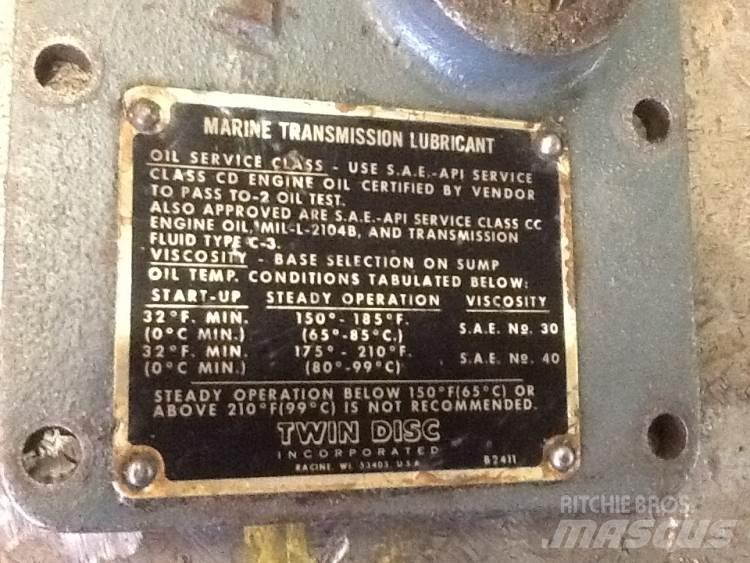 MARINE TRANSMISSION LUBRICANT
OIL SERVICE CLASS - USE S.A.E.-API SERVICE
CLASS CD ENGINE OIL CERTIFIED BY VENDOR
TO PASS TO-2 OIL TEST.
ALSO APPROVED ARE S.A.E.-API SERVICE CLASS CC
ENGINE OIL, MIL-L-2104B, AND TRANSMISSION
FLUID TYPE C-3.
VISCOSITY - BASE SELECTION ON SUMP
OIL TEMP. CONDITIONS TABULATED BELOW:
START-UP STEADY OPERATION VISCOSITY
32°F. MIN. 150°- 185°F.
(0°C MIN.) (65°-85°C.) S.A.E. No. 30
32°F. MIN. 175° - 210°F.
(0°C MIN.) (80°-99°C) S.A.E. No. 40
STEADY OPERATION BELOW 150°F(65°C) OR
ABOVE 210°F(99°C) IS NOT RECOMMENDED.
TWIN DISC
INCORPORATED
RACINE, WI. 53403, U.S.A. B2411
RITCHIE BROS.
MASCUS